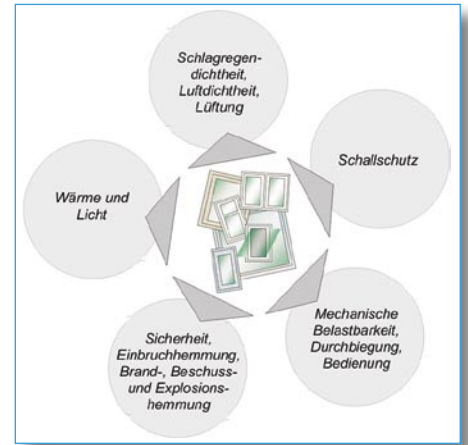 Schlagregen-
dichtheit,
Luftdichtheit,
Lüftung
Schallschutz
Wärme und
Licht
Mechanische
Belastbarkeit,
Durchbiegung,
Bedienung
Sicherheit,
Einbruchhemmung,
Brand-, Beschuss-
und Explosions-
hemmung